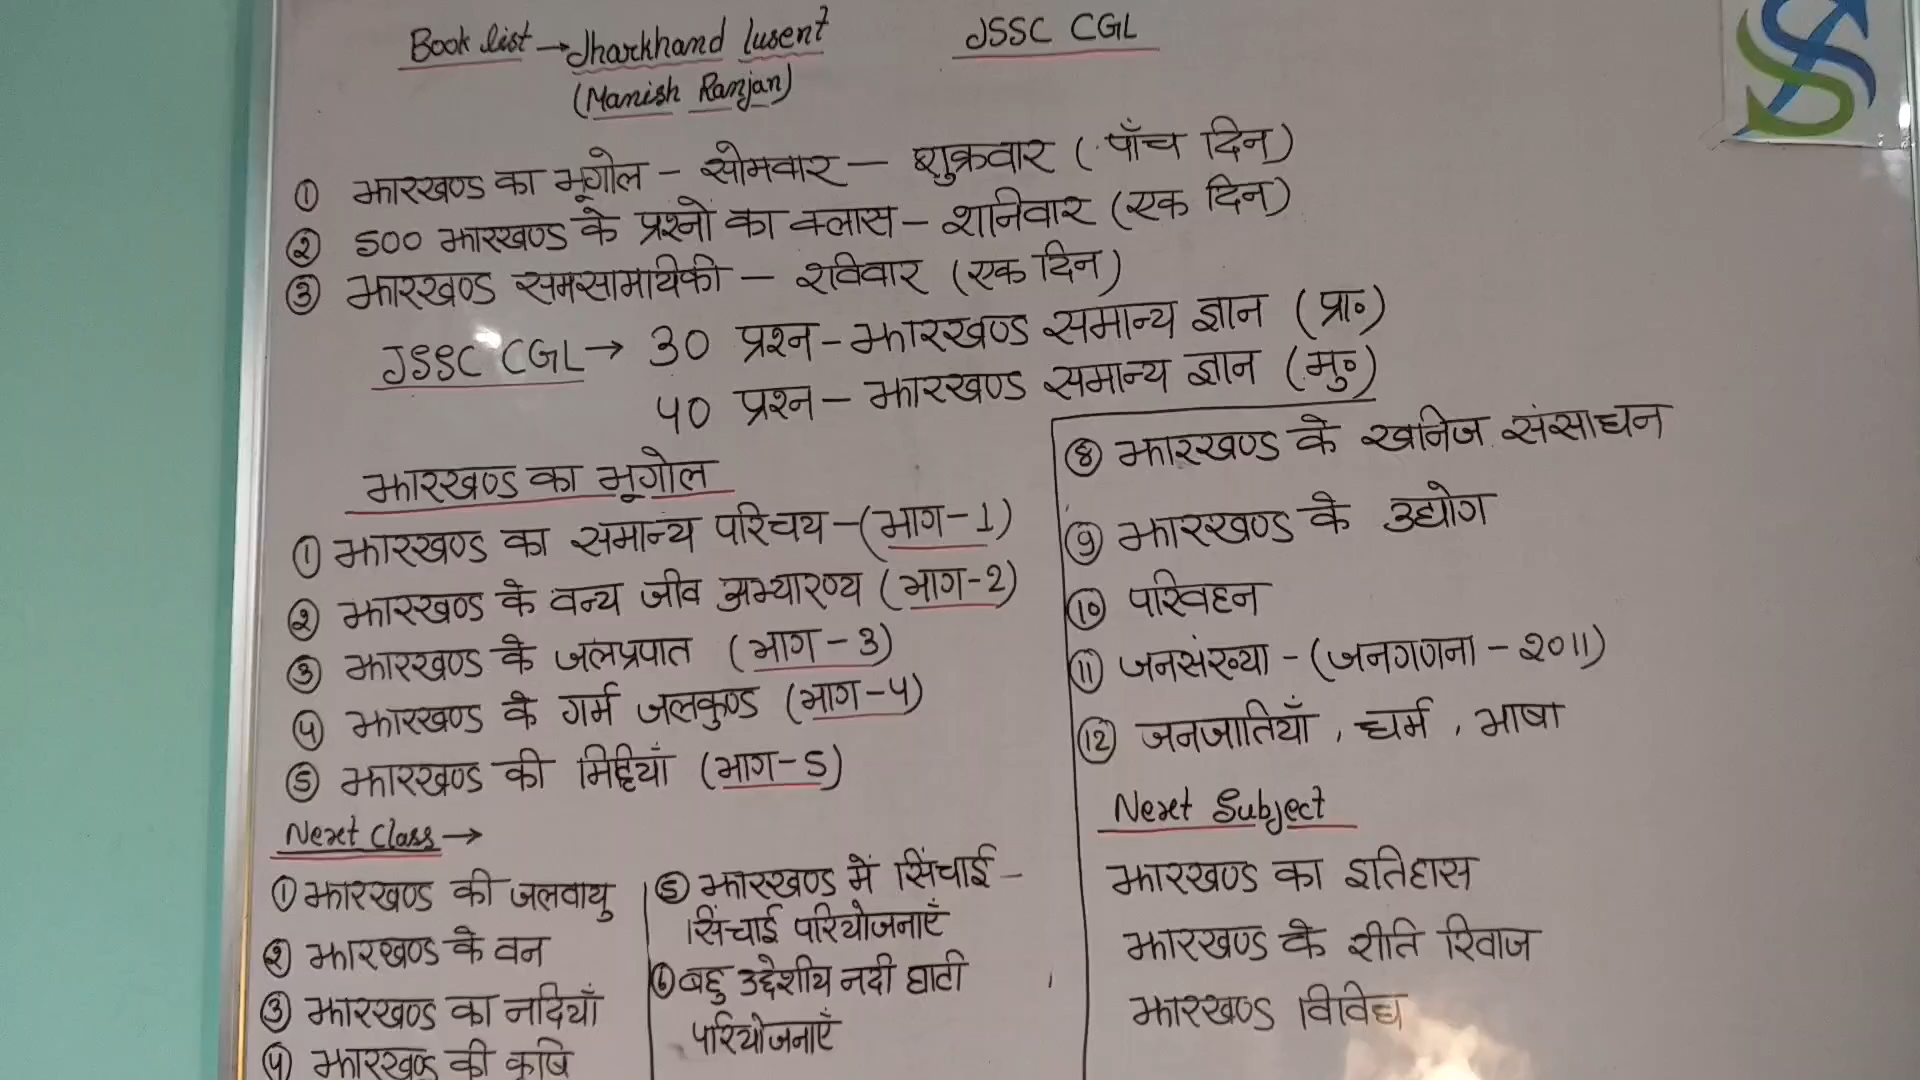 Book list → Jharkhand lusent
(Manish Ranjan)
JSSC CGL
① झारखण्ड का भूगोल – सोमवार – शुक्रवार (पाँच दिन)
② 500 झारखण्ड के प्रश्नों का क्लास – शनिवार (एक दिन)
③ झारखण्ड समसामायिकी – रविवार (एक दिन)
JSSC CGL → 30 प्रश्न – झारखण्ड समान्य ज्ञान (प्रा॰)
40 प्रश्न – झारखण्ड समान्य ज्ञान (मु॰)
झारखण्ड का भूगोल
① झारखण्ड का समान्य परिचय – (भाग-1)
② झारखण्ड के वन्य जीव अभ्यारण्य (भाग-2)
③ झारखण्ड के जलप्रपात (भाग-3)
④ झारखण्ड के गर्म जलकुण्ड (भाग-4)
⑤ झारखण्ड की मिट्टियाँ (भाग-5)
Next Class →
① झारखण्ड की जलवायु
② झारखण्ड के वन
③ झारखण्ड का नदियाँ
④ झारखण्ड की कृषि
⑤ झारखण्ड में सिंचाई –
सिंचाई परियोजनाएँ
⑥ बहु उद्देशीय नदी घाटी
परियोजनाएँ
⑧ झारखण्ड के खनिज संसाधन
⑨ झारखण्ड के उद्योग
⑩ परिवहन
⑪ जनसंख्या – (जनगणना – 2011)
⑫ जनजातियाँ, धर्म, भाषा
Next Subject
झारखण्ड का इतिहास
झारखण्ड के रीति रिवाज
झारखण्ड विविध